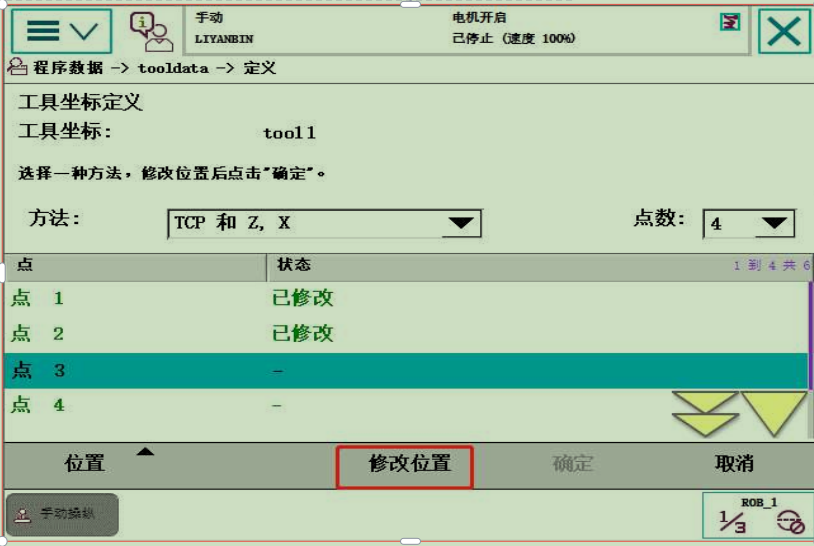 手动 电机开启
LIYANBIN 已停止 (速度 100%)
程序数据 -> tooldata -> 定义
工具坐标定义
工具坐标: tool1
选择一种方法，修改位置后点击"确定"。
方法: TCP 和 Z, X 点数: 4
点 状态 1 到 4 共 6
点 1 已修改
点 2 已修改
点 3 -
点 4 -
位置 修改位置 确定 取消
手动操纵 ROB_1
1/3